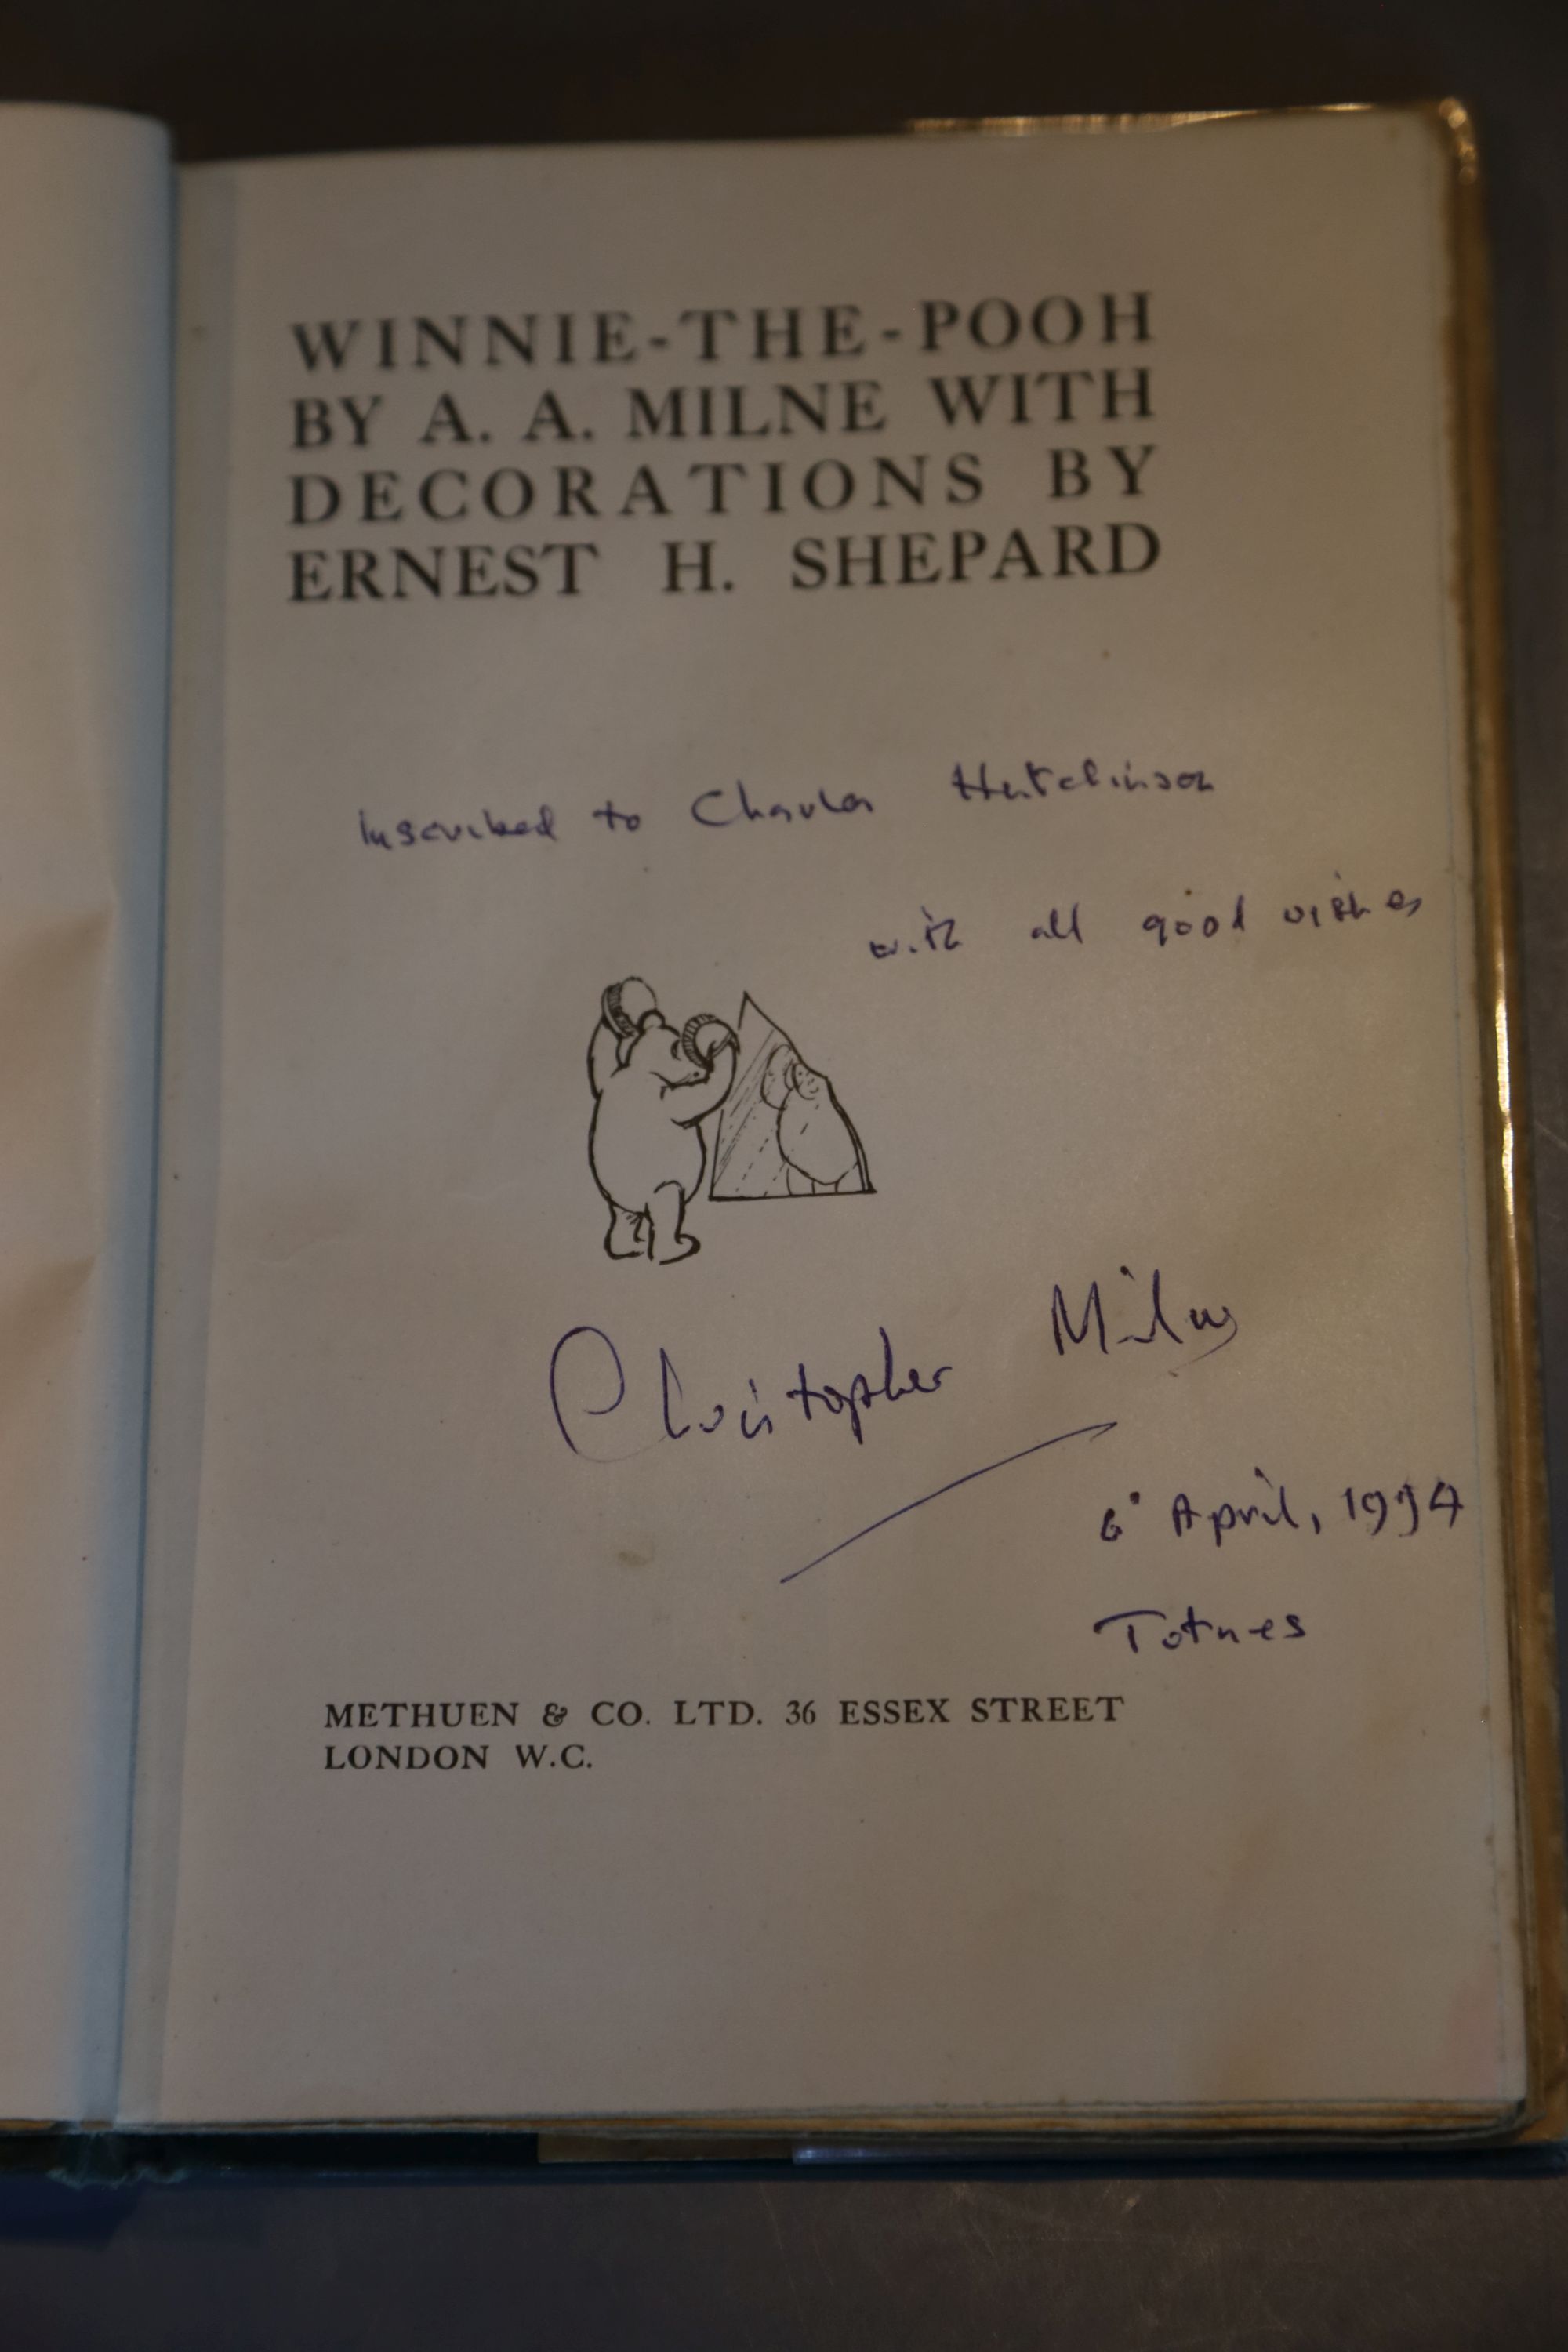 WINNIE-THE-POOH
BY A. A. MILNE WITH
DECORATIONS BY
ERNEST H. SHEPARD
Inscribed to Charles Hutchinson
with all good wishes
Christopher Milne
6° April, 1994
Totnes
METHUEN & CO. LTD. 36 ESSEX STREET
LONDON W.C.